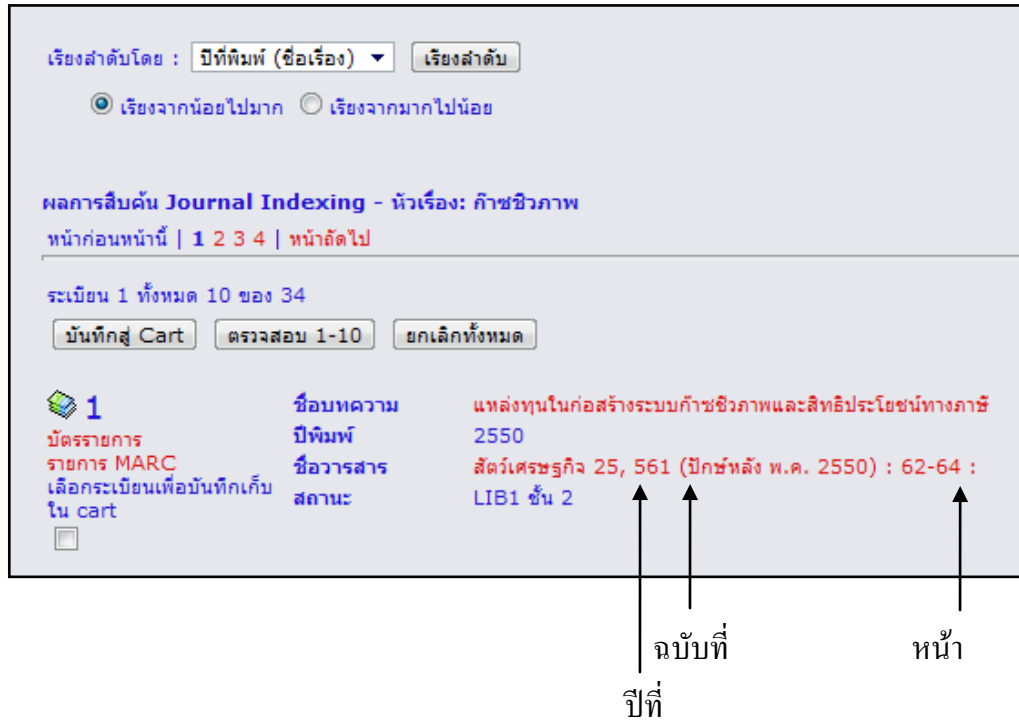 เรียงลำดับโดย : ปีที่พิมพ์ (ชื่อเรื่อง) เรียงลำดับ
เรียงจากน้อยไปมาก เรียงจากมากไปน้อย
ผลการสืบค้น Journal Indexing - หัวเรื่อง: ก๊าซชีวภาพ
หน้าก่อนหน้านี้ | 1 2 3 4 | หน้าถัดไป
ระเบียน 1 ทั้งหมด 10 ของ 34
บันทึกสู่ Cart ตรวจสอบ 1-10 ยกเลิกทั้งหมด
1 ชื่อบทความ แหล่งทุนในก่อสร้างระบบก๊าซชีวภาพและสิทธิประโยชน์ทางภาษี
บัตรรายการ ปีพิมพ์ 2550
รายการ MARC ชื่อวารสาร สัตว์เศรษฐกิจ 25, 561 (ปักษ์หลัง พ.ค. 2550) : 62-64 :
เลือกระเบียนเพื่อบันทึกเก็บ สถานะ LIB1 ชั้น 2
ใน cart
ฉบับที่ หน้า
ปีที่